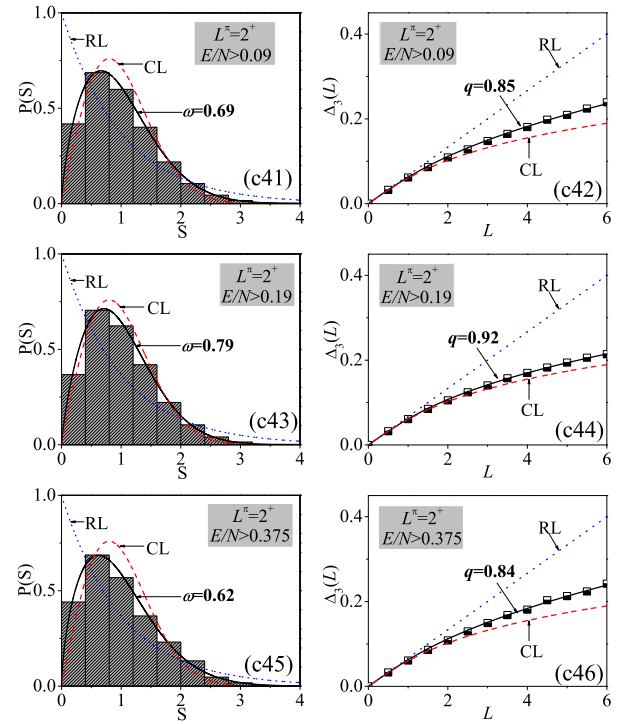 1.0
RL
L^π=2^+
E/N>0.09
CL
P(S)
0.5
ω=0.69
(c41)
0.0
0 1 2 3 4
S
0.4
L^π=2^+
E/N>0.09
RL
Δ_3(L)
q=0.85
0.2
CL
(c42)
0.0
0 2 4 6
L
1.0
RL
L^π=2^+
E/N>0.19
CL
P(S)
0.5
ω=0.79
(c43)
0.0
0 1 2 3 4
S
0.4
L^π=2^+
E/N>0.19
RL
Δ_3(L)
q=0.92
0.2
CL
(c44)
0.0
0 2 4 6
L
1.0
RL
L^π=2^+
E/N>0.375
CL
P(S)
0.5
ω=0.62
(c45)
0.0
0 1 2 3 4
S
0.4
L^π=2^+
E/N>0.375
RL
Δ_3(L)
q=0.84
0.2
CL
(c46)
0.0
0 2 4 6
L